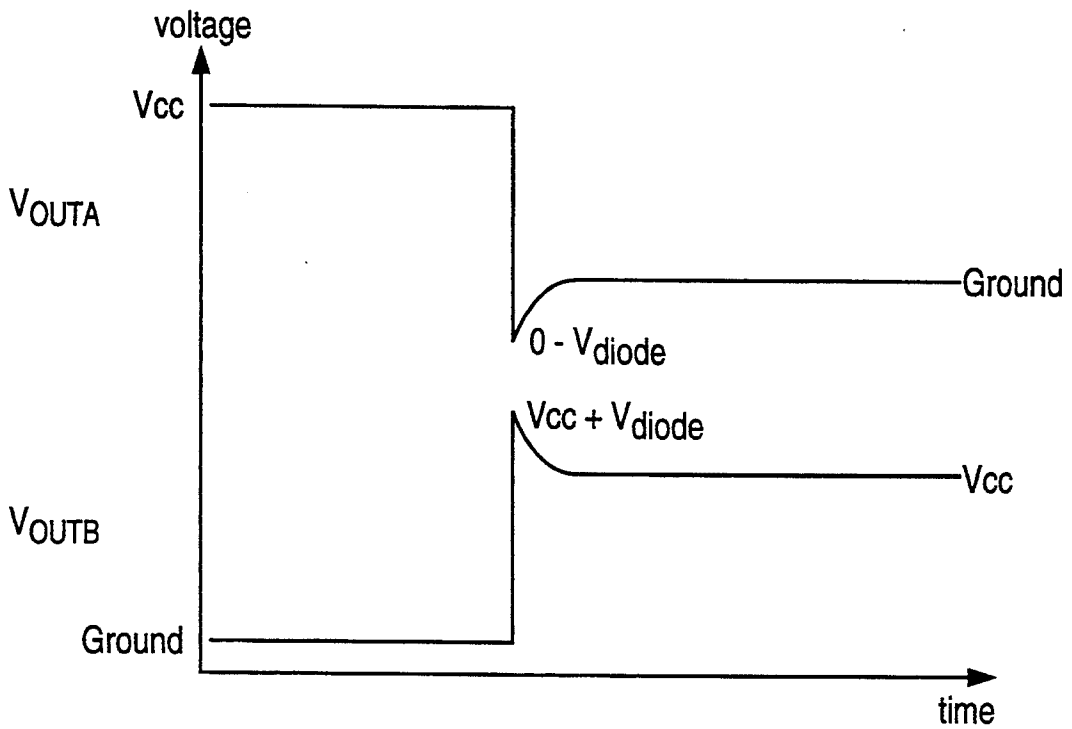 voltage
Vcc
VOUTA
Ground
0 - Vdiode
Vcc + Vdiode
Vcc
VOUTB
Ground
time